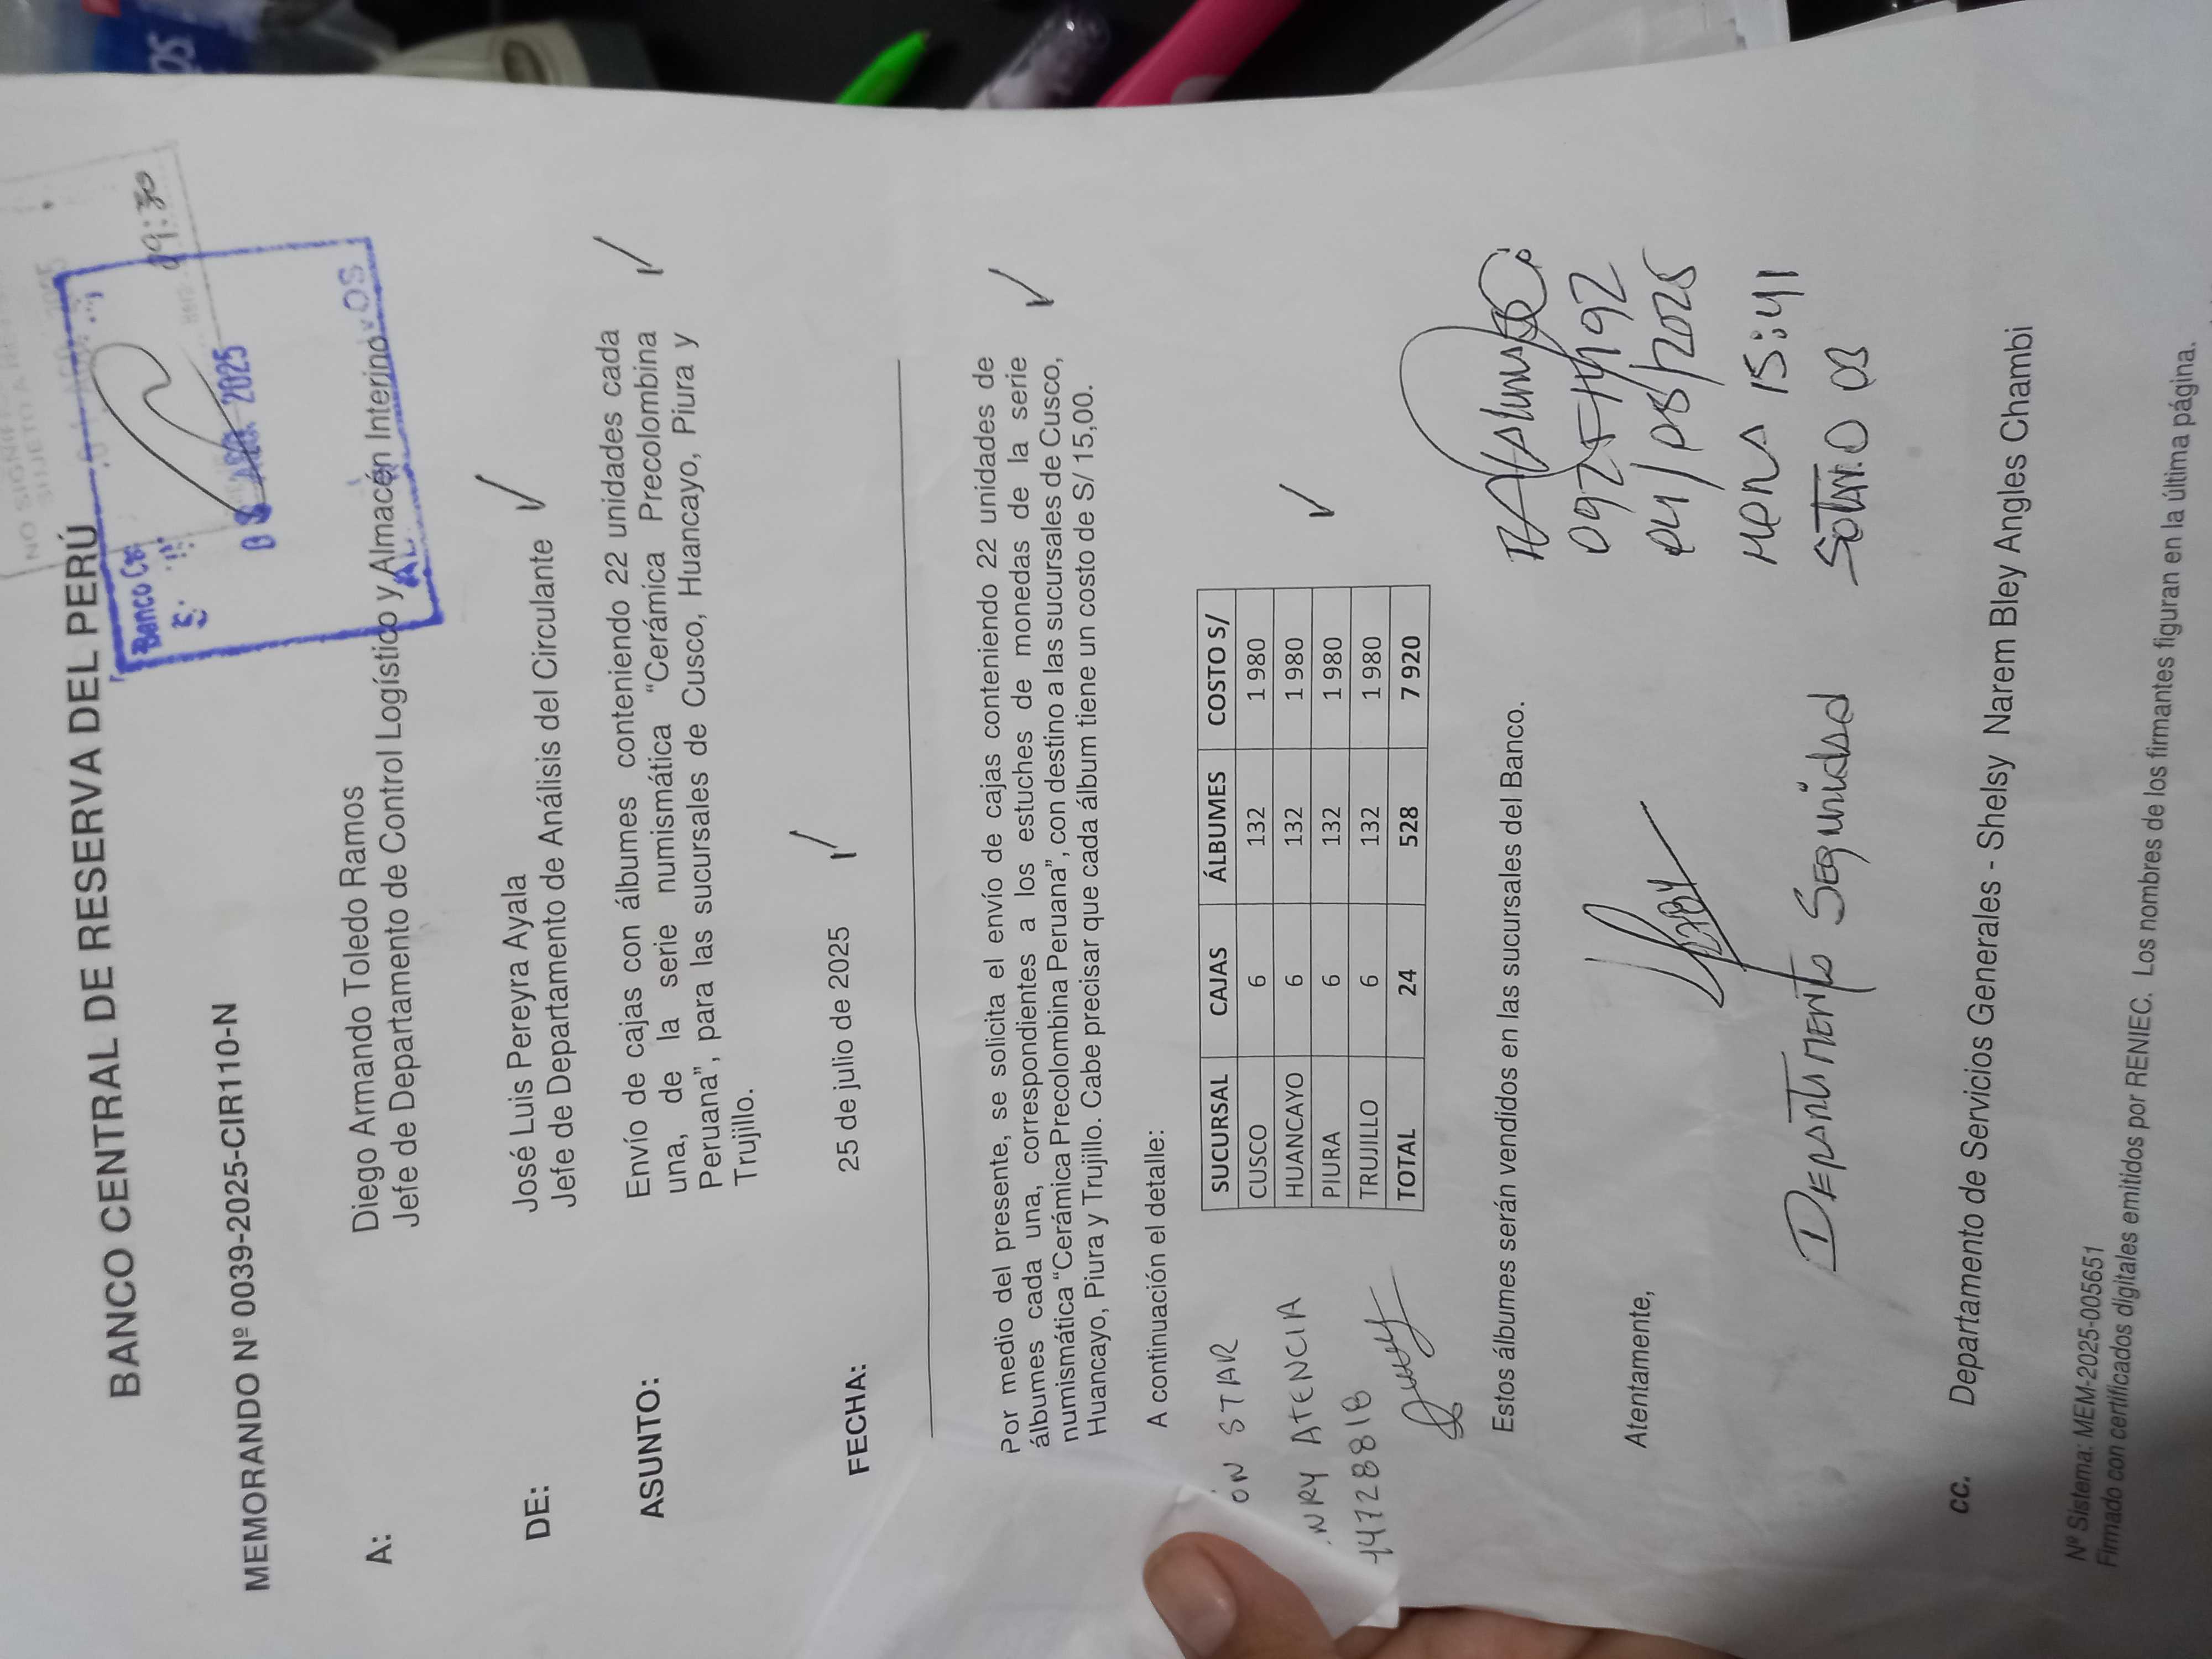 BANCO CENTRAL DE RESERVA DEL PERÚ
Banco Ce
2025
09:30
MEMORANDO Nº 0039-2025-CIR110-N
A: Diego Armando Toledo Ramos
Jefe de Departamento de Control Logístico y Almacén Interino
DE: José Luis Pereyra Ayala
Jefe de Departamento de Análisis del Circulante
ASUNTO: Envío de cajas con álbumes conteniendo 22 unidades cada
una, de la serie numismática “Cerámica Precolombina
Peruana”, para las sucursales de Cusco, Huancayo, Piura y
Trujillo.
FECHA: 25 de julio de 2025
Por medio del presente, se solicita el envío de cajas conteniendo 22 unidades de
álbumes cada una, correspondientes a los estuches de monedas de la serie
numismática “Cerámica Precolombina Peruana”, con destino a las sucursales de Cusco,
Huancayo, Piura y Trujillo. Cabe precisar que cada álbum tiene un costo de S/ 15,00.
A continuación el detalle:
SUCURSAL CAJAS ÁLBUMES COSTO S/
CUSCO 6 132 1 980
HUANCAYO 6 132 1 980
PIURA 6 132 1 980
TRUJILLO 6 132 1 980
TOTAL 24 528 7 920
ON STAR
NRY ATENCIA
44728818
Estos álbumes serán vendidos en las sucursales del Banco.
Atentamente,
04/08/2025
HORA 15:41
SOTANO 03
DEPARTAMENTO SEGURIDAD
cc. Departamento de Servicios Generales - Shelsy Narem Bley Angles Chambi
Nº Sistema: MEM-2025-005651
Firmado con certificados digitales emitidos por RENIEC. Los nombres de los firmantes figuran en la última página.